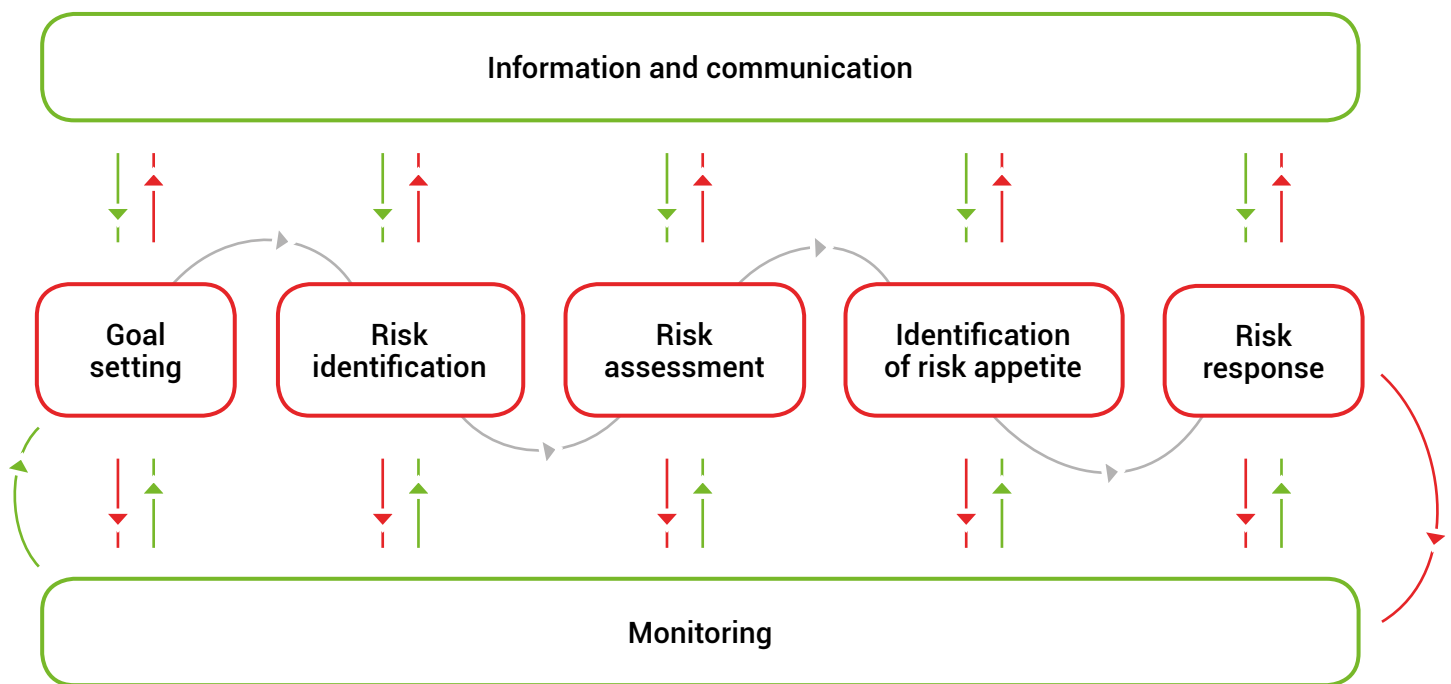 Information and communication
Goal
setting
Risk
identification
Risk
assessment
Identification
of risk appetite
Risk
response
Monitoring